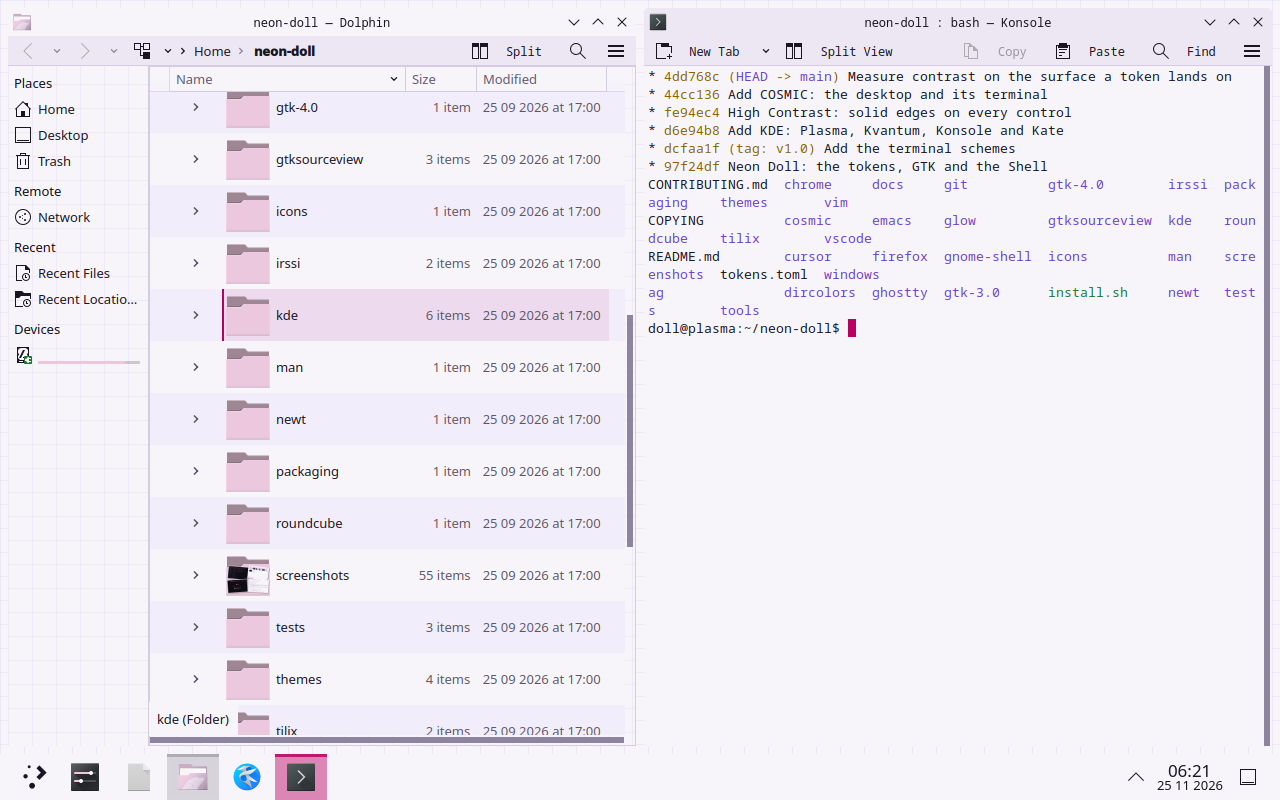 neon-doll — Dolphin
Home
neon-doll
Split
Places
Home
Desktop
Trash
Remote
Network
Recent
Recent Files
Recent Locatio...
Devices
Name Size Modified
gtk-4.0 1 item 25 09 2026 at 17:00
gtksourceview 3 items 25 09 2026 at 17:00
icons 1 item 25 09 2026 at 17:00
irssi 2 items 25 09 2026 at 17:00
kde 6 items 25 09 2026 at 17:00
man 1 item 25 09 2026 at 17:00
newt 1 item 25 09 2026 at 17:00
packaging 1 item 25 09 2026 at 17:00
roundcube 1 item 25 09 2026 at 17:00
screenshots 55 items 25 09 2026 at 17:00
tests 3 items 25 09 2026 at 17:00
themes 4 items 25 09 2026 at 17:00
tilix 2 items 25 09 2026 at 17:00
kde (Folder)
neon-doll : bash — Konsole
New Tab Split View Copy Paste Find
* 4dd768c (HEAD -> main) Measure contrast on the surface a token lands on
* 44cc136 Add COSMIC: the desktop and its terminal
* fe94ec4 High Contrast: solid edges on every control
* d6e94b8 Add KDE: Plasma, Kvantum, Konsole and Kate
* dcfaa1f (tag: v1.0) Add the terminal schemes
* 97f24df Neon Doll: the tokens, GTK and the Shell
CONTRIBUTING.md chrome docs git gtk-4.0 irssi pack
aging themes vim
COPYING cosmic emacs glow gtksourceview kde roun
dcube tilix vscode
README.md cursor firefox gnome-shell icons man scre
enshots tokens.toml windows
ag dircolors ghostty gtk-3.0 install.sh newt test
s tools
doll@plasma:~/neon-doll$
06:21
25 11 2026